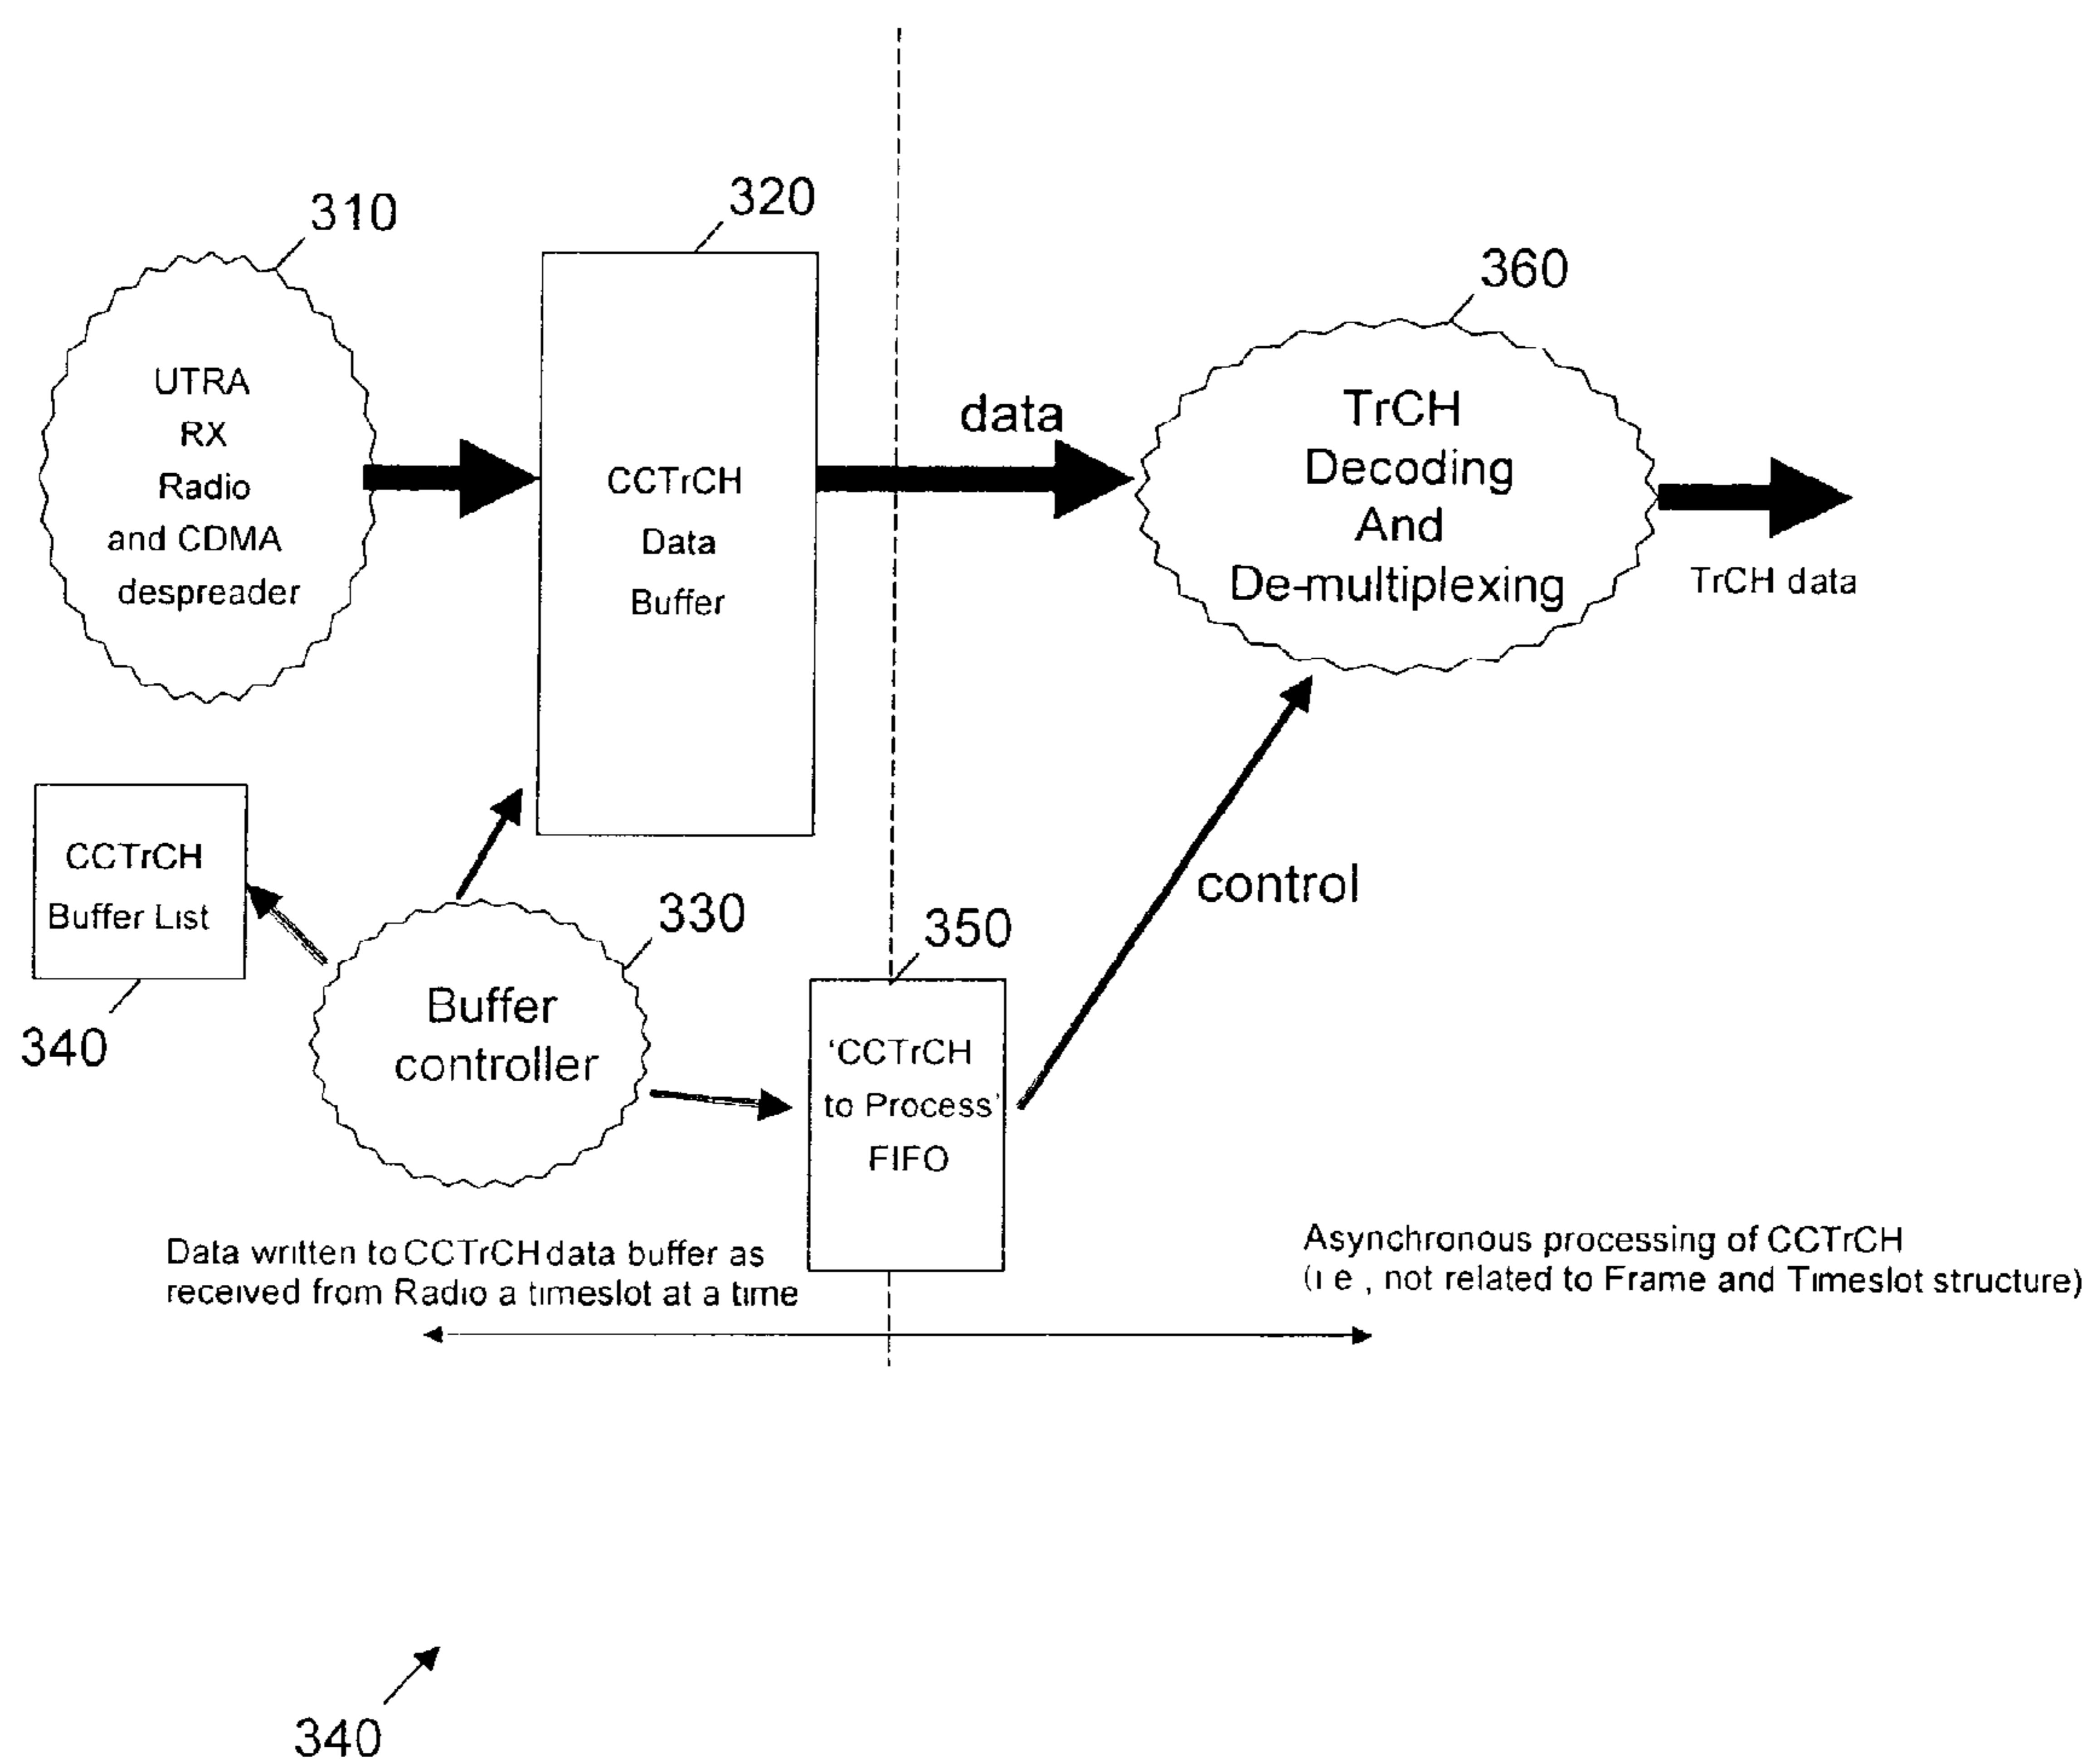 310
320
360
UTRA
RX
Radio
and CDMA
despreader
CCTrCH
Data
Buffer
data
TrCH
Decoding
And
De-multiplexing
TrCH data
CCTrCH
Buffer List
340
330
Buffer
controller
350
'CCTrCH
to Process'
FIFO
control
Data written to CCTrCH data buffer as
received from Radio a timeslot at a time
Asynchronous processing of CCTrCH
(i e , not related to Frame and Timeslot structure)
340